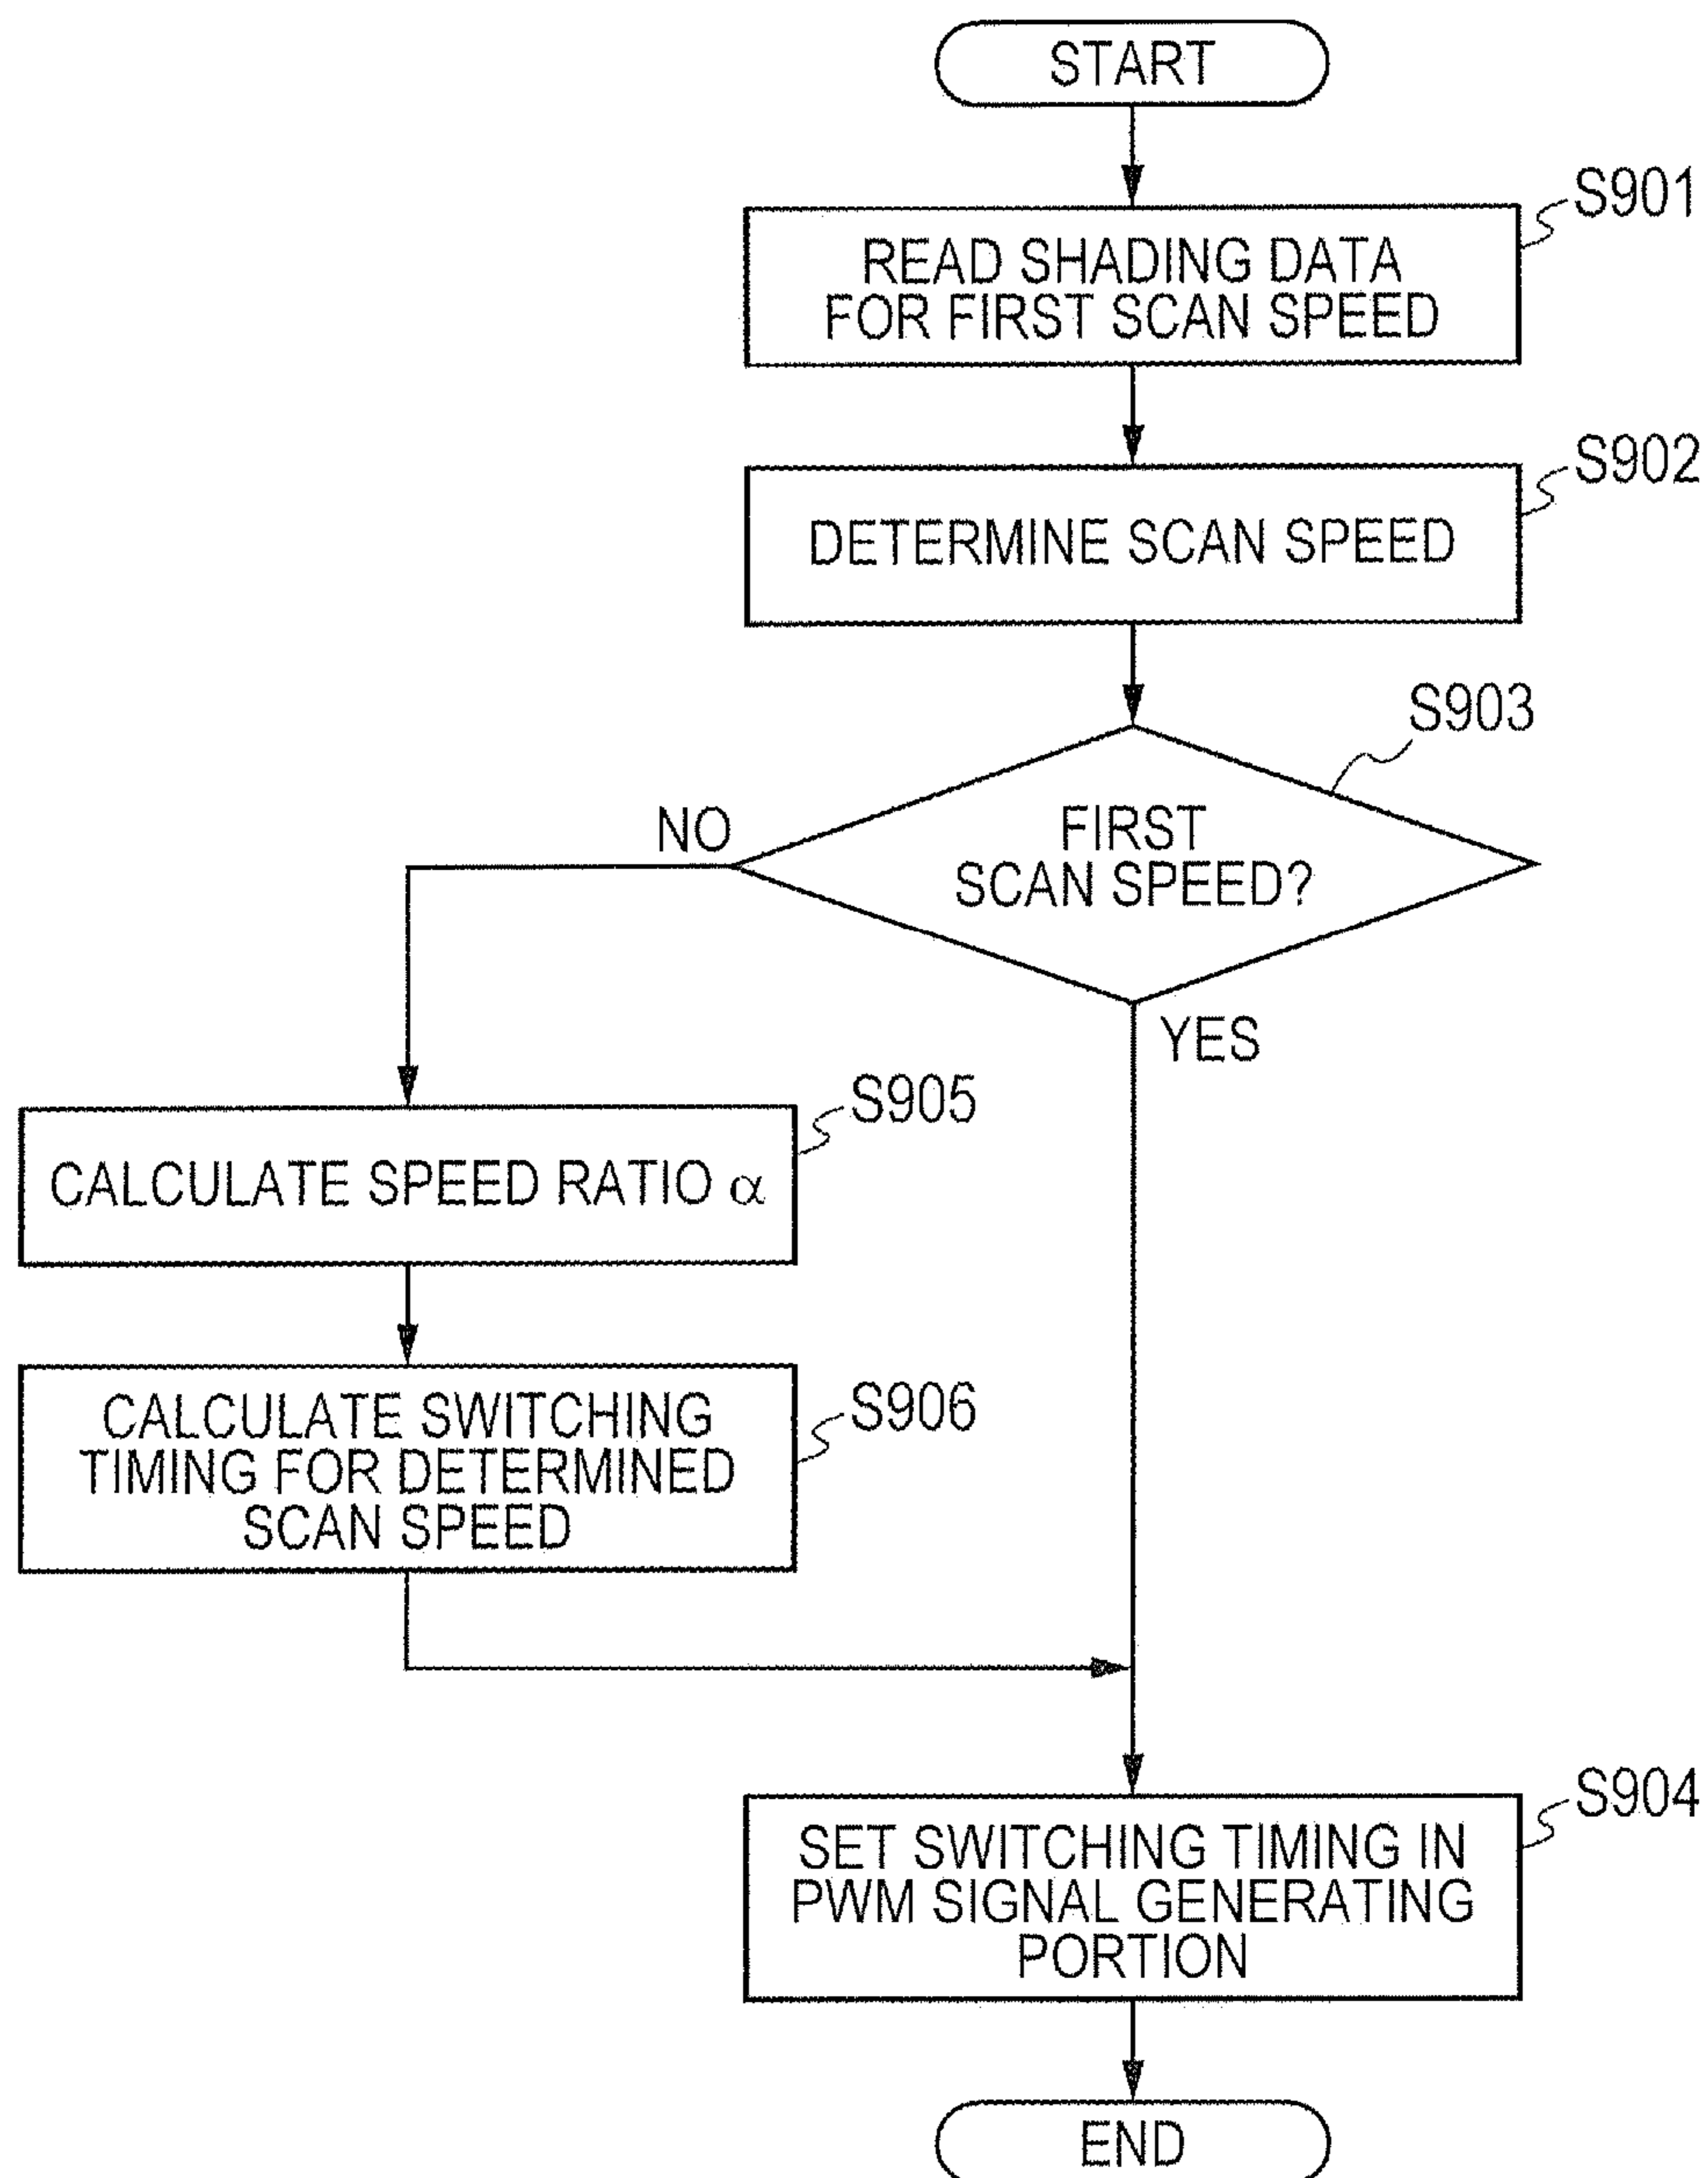 START
S901
READ SHADING DATA
FOR FIRST SCAN SPEED
S902
DETERMINE SCAN SPEED
S903
FIRST
SCAN SPEED?
NO
YES
S905
CALCULATE SPEED RATIO α
S906
CALCULATE SWITCHING
TIMING FOR DETERMINED
SCAN SPEED
S904
SET SWITCHING TIMING IN
PWM SIGNAL GENERATING
PORTION
END